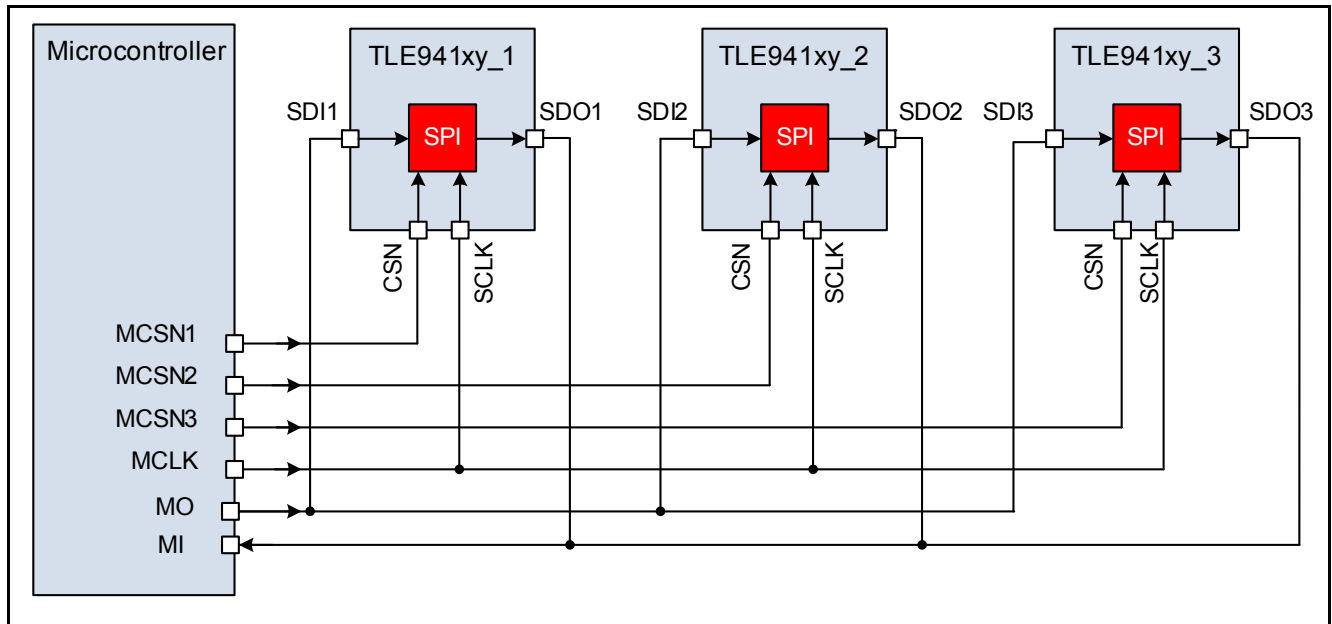 Microcontroller
TLE941xy_1
TLE941xy_2
TLE941xy_3
SDI1
SPI
SDO1
SDI2
SPI
SDO2
SDI3
SPI
SDO3
CSN
SCLK
CSN
SCLK
CSN
SCLK
MCSN1
MCSN2
MCSN3
MCLK
MO
MI